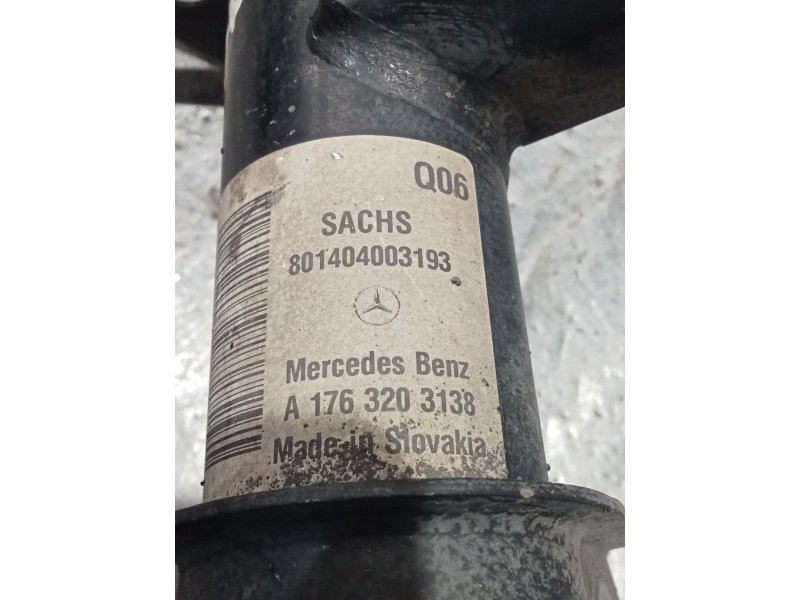 Q06
SACHS
801404003193
Mercedes Benz
A 176 320 3138
Made in Slovakia